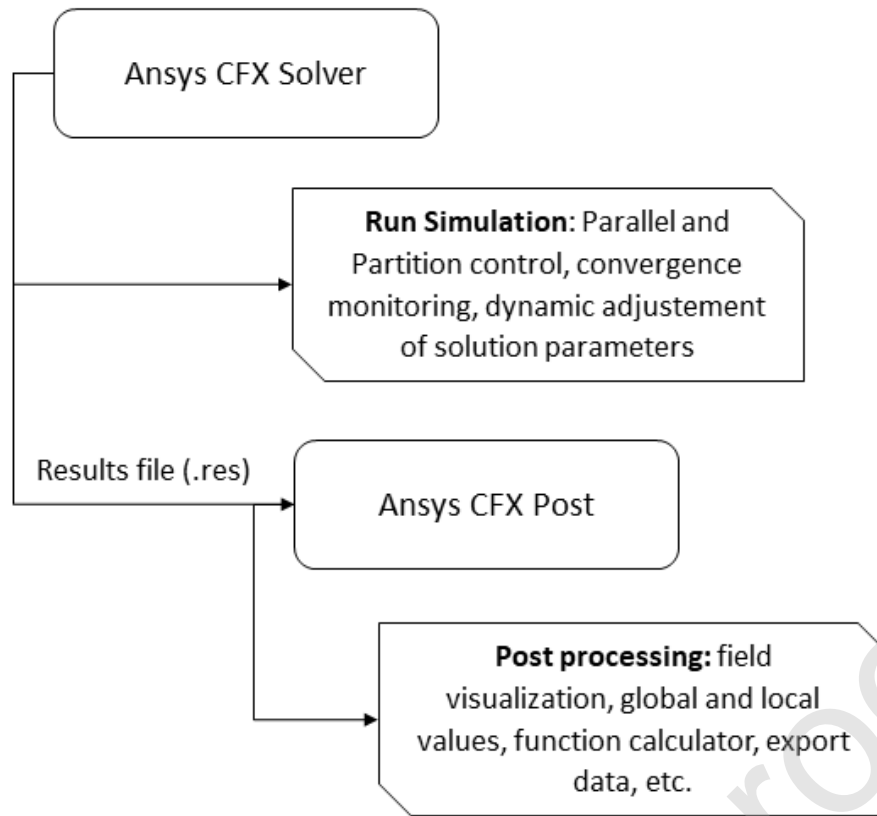 Ansys CFX Solver
Run Simulation: Parallel and
Partition control, convergence
monitoring, dynamic adjustement
of solution parameters
Results file (.res)
Ansys CFX Post
Post processing: field
visualization, global and local
values, function calculator, export
data, etc.